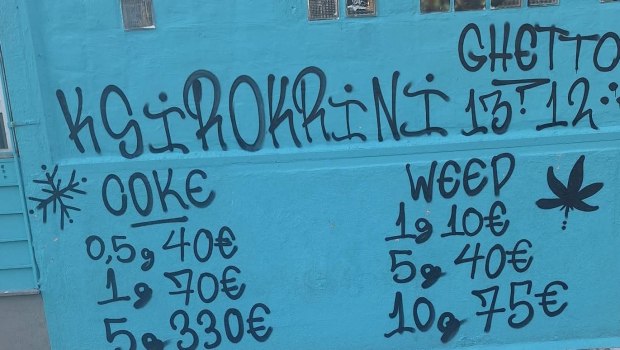 GHETTO
KSIROKRINI 13 12
COKE
0,5g 40€
1g 70€
5g 330€
WEED
1g 10€
5g 40€
10g 75€